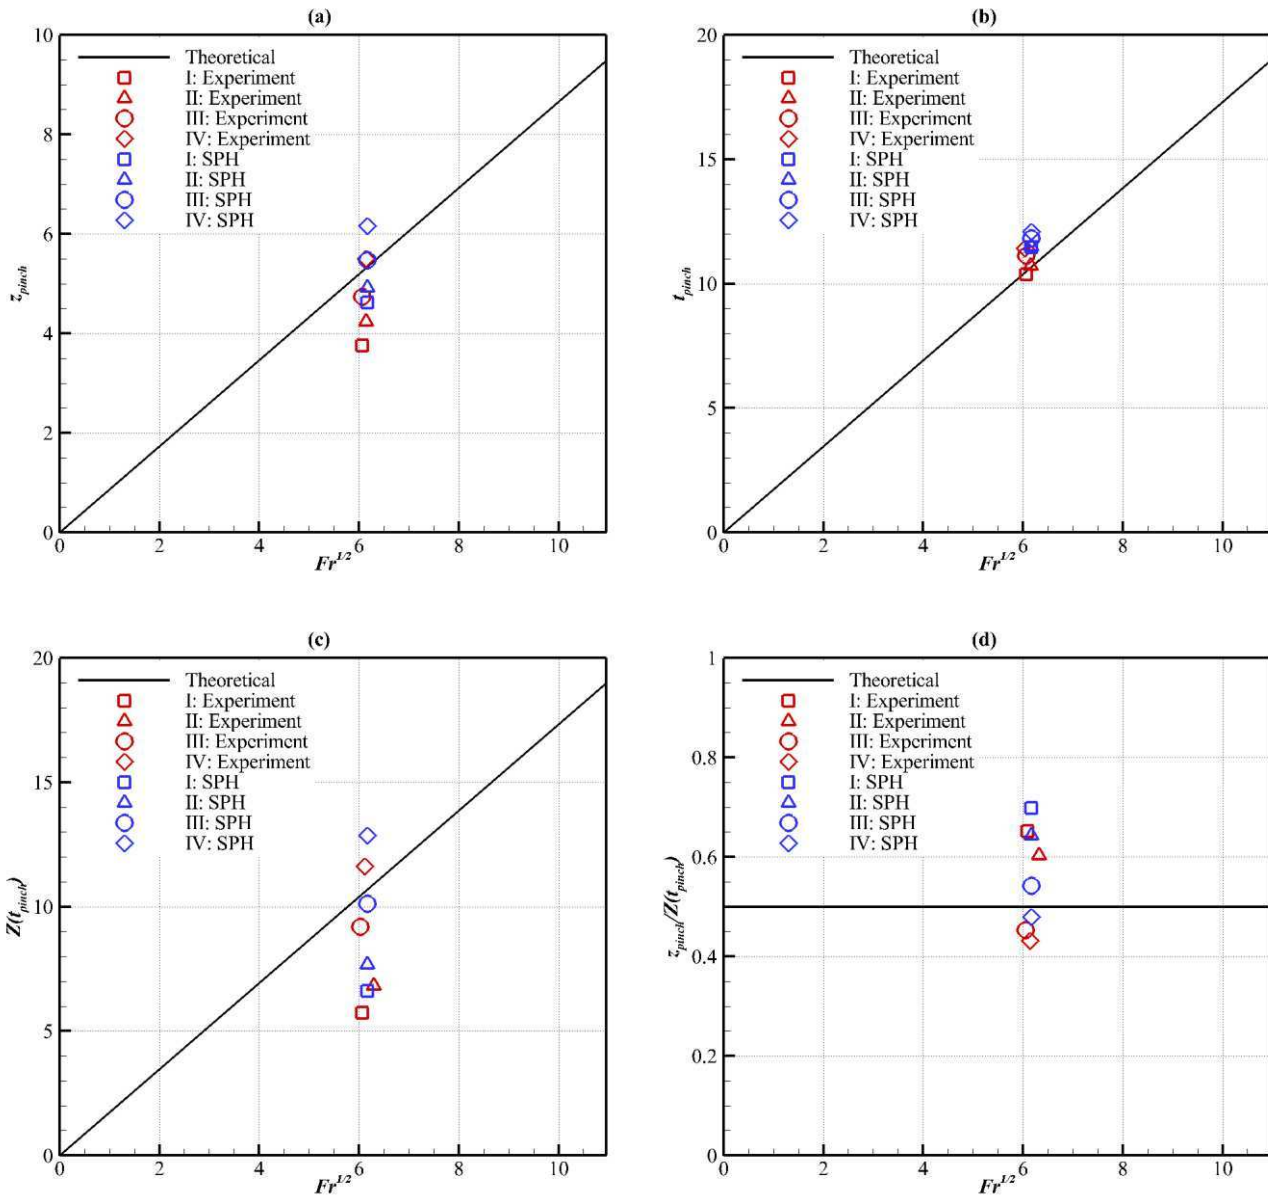 (a)
10
8
6
4
2
0
z_pinch
Theoretical
I: Experiment
II: Experiment
III: Experiment
IV: Experiment
I: SPH
II: SPH
III: SPH
IV: SPH
0 2 4 6 8 10
Fr^1/2
(b)
20
15
10
5
0
t_pinch
Theoretical
I: Experiment
II: Experiment
III: Experiment
IV: Experiment
I: SPH
II: SPH
III: SPH
IV: SPH
0 2 4 6 8 10
Fr^1/2
(c)
20
15
10
5
0
Z(t_pinch)
Theoretical
I: Experiment
II: Experiment
III: Experiment
IV: Experiment
I: SPH
II: SPH
III: SPH
IV: SPH
0 2 4 6 8 10
Fr^1/2
(d)
1
0.8
0.6
0.4
0.2
0
z_pinch/Z(t_pinch)
Theoretical
I: Experiment
II: Experiment
III: Experiment
IV: Experiment
I: SPH
II: SPH
III: SPH
IV: SPH
0 2 4 6 8 10
Fr^1/2